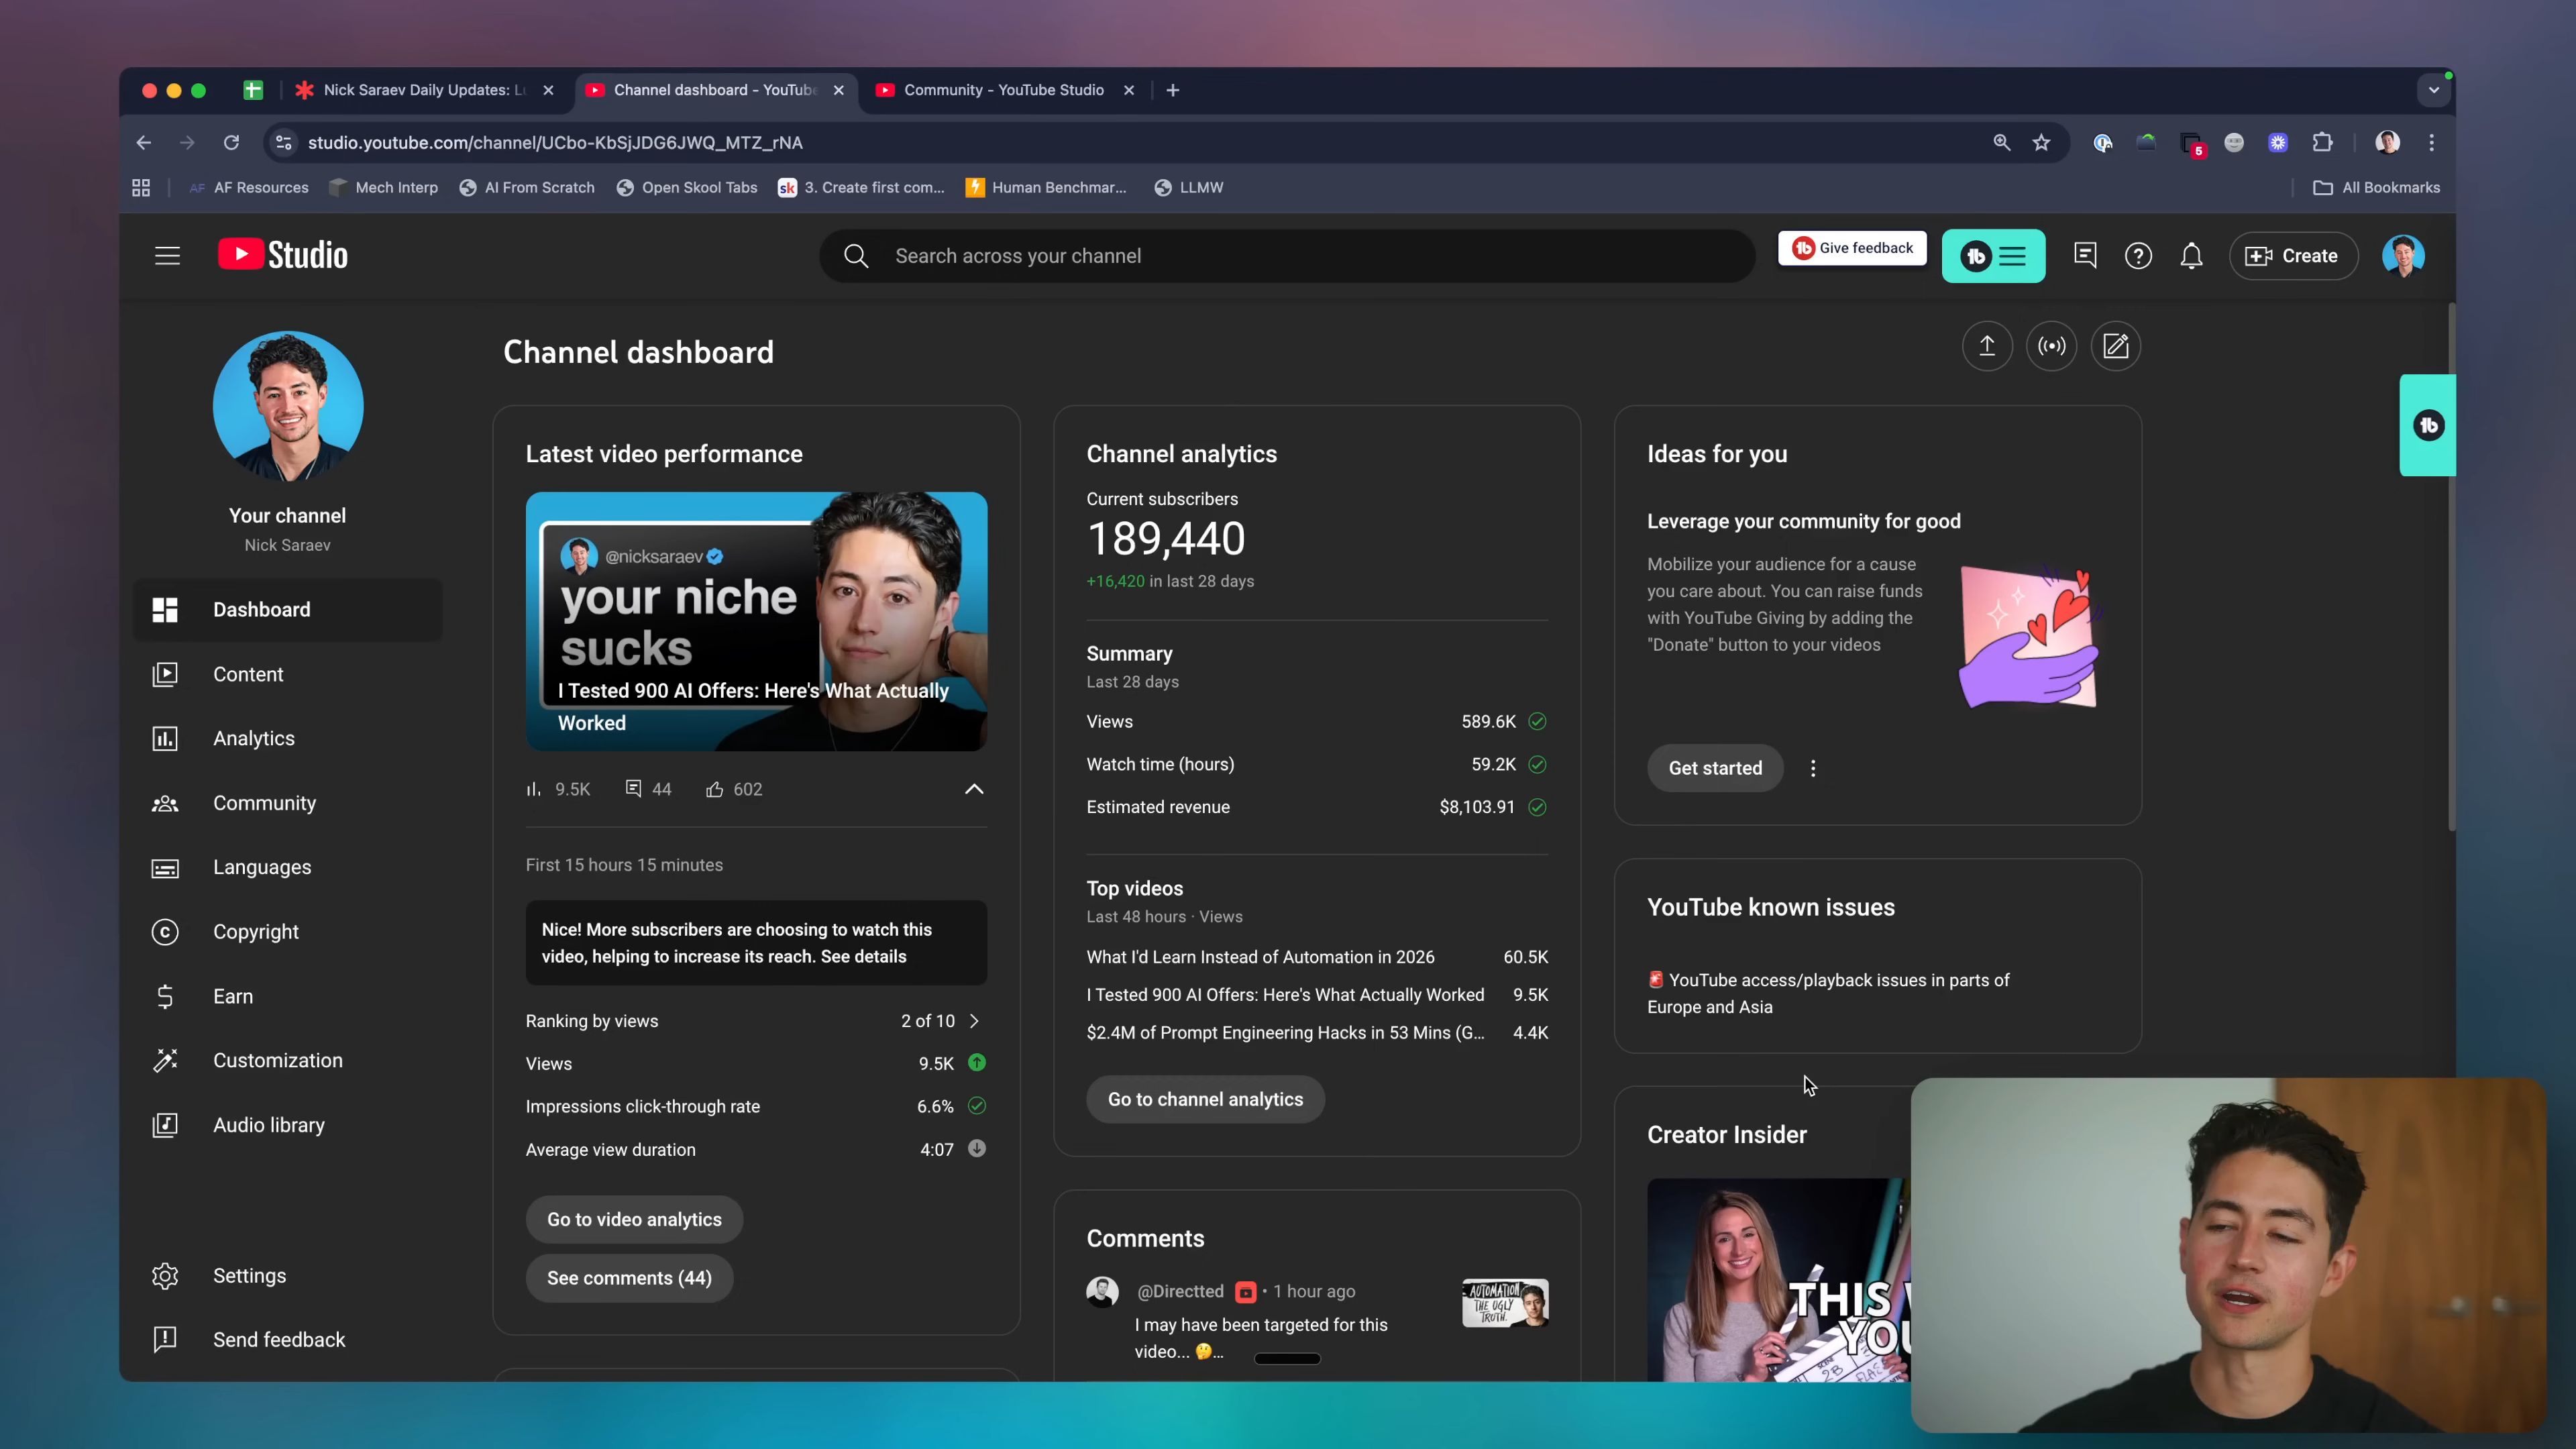 Nick Saraev Daily Updates: L
Channel dashboard - YouTube
Community - YouTube Studio
studio.youtube.com/channel/UCbo-KbSjJDG6JWQ_MTZ_rNA
5
AF AF Resources
Mech Interp
AI From Scratch
Open Skool Tabs
sk 3. Create first com...
Human Benchmar...
LLMW
All Bookmarks
Studio
Search across your channel
Give feedback
Create
Your channel
Nick Saraev
Dashboard
Content
Analytics
Community
Languages
Copyright
Earn
Customization
Audio library
Settings
Send feedback
Channel dashboard
Latest video performance
@nicksaraev
your niche
sucks
I Tested 900 AI Offers: Here's What Actually
Worked
9.5K 44 602
First 15 hours 15 minutes
Nice! More subscribers are choosing to watch this
video, helping to increase its reach. See details
Ranking by views 2 of 10
Views 9.5K
Impressions click-through rate 6.6%
Average view duration 4:07
Go to video analytics
See comments (44)
Channel analytics
Current subscribers
189,440
+16,420 in last 28 days
Summary
Last 28 days
Views 589.6K
Watch time (hours) 59.2K
Estimated revenue $8,103.91
Top videos
Last 48 hours · Views
What I'd Learn Instead of Automation in 2026 60.5K
I Tested 900 AI Offers: Here's What Actually Worked 9.5K
$2.4M of Prompt Engineering Hacks in 53 Mins (G... 4.4K
Go to channel analytics
Comments
@Directted • 1 hour ago
I may have been targeted for this
video... 🤔...
AUTOMATION
THE UGLY
TRUTH.
Ideas for you
Leverage your community for good
Mobilize your audience for a cause
you care about. You can raise funds
with YouTube Giving by adding the
"Donate" button to your videos
Get started
YouTube known issues
🚨 YouTube access/playback issues in parts of
Europe and Asia
Creator Insider
THIS
YOU